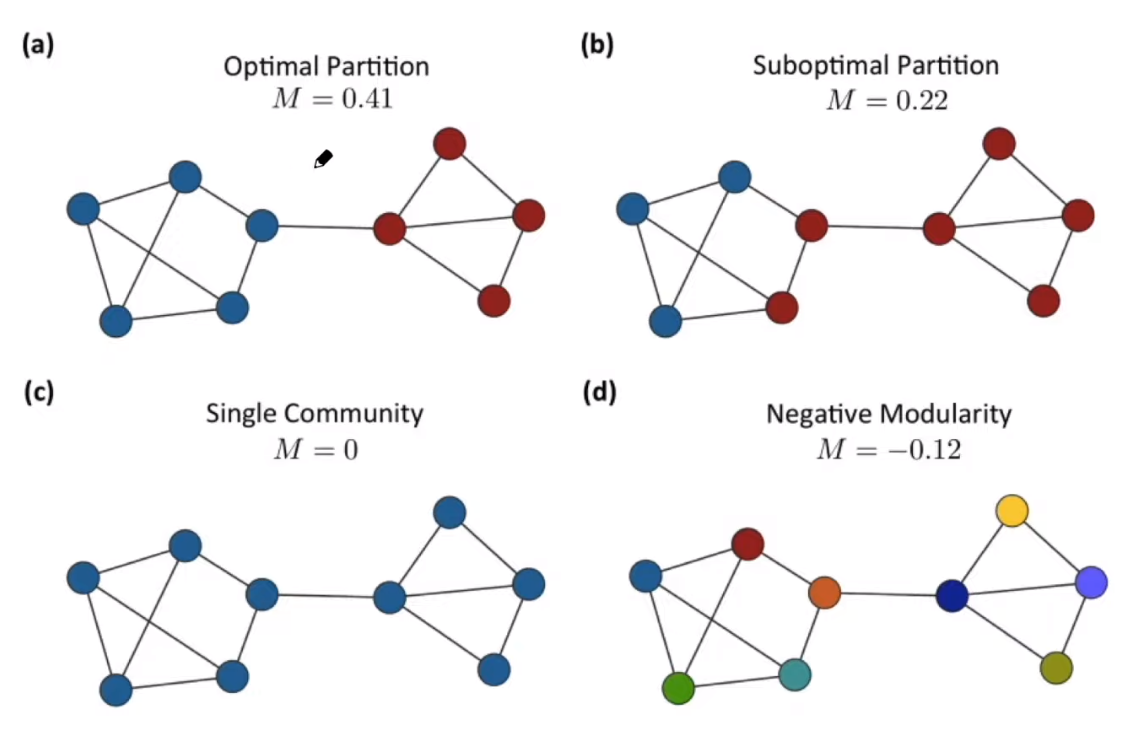 (a)
Optimal Partition
M = 0.41
(b)
Suboptimal Partition
M = 0.22
(c)
Single Community
M = 0
(d)
Negative Modularity
M = −0.12